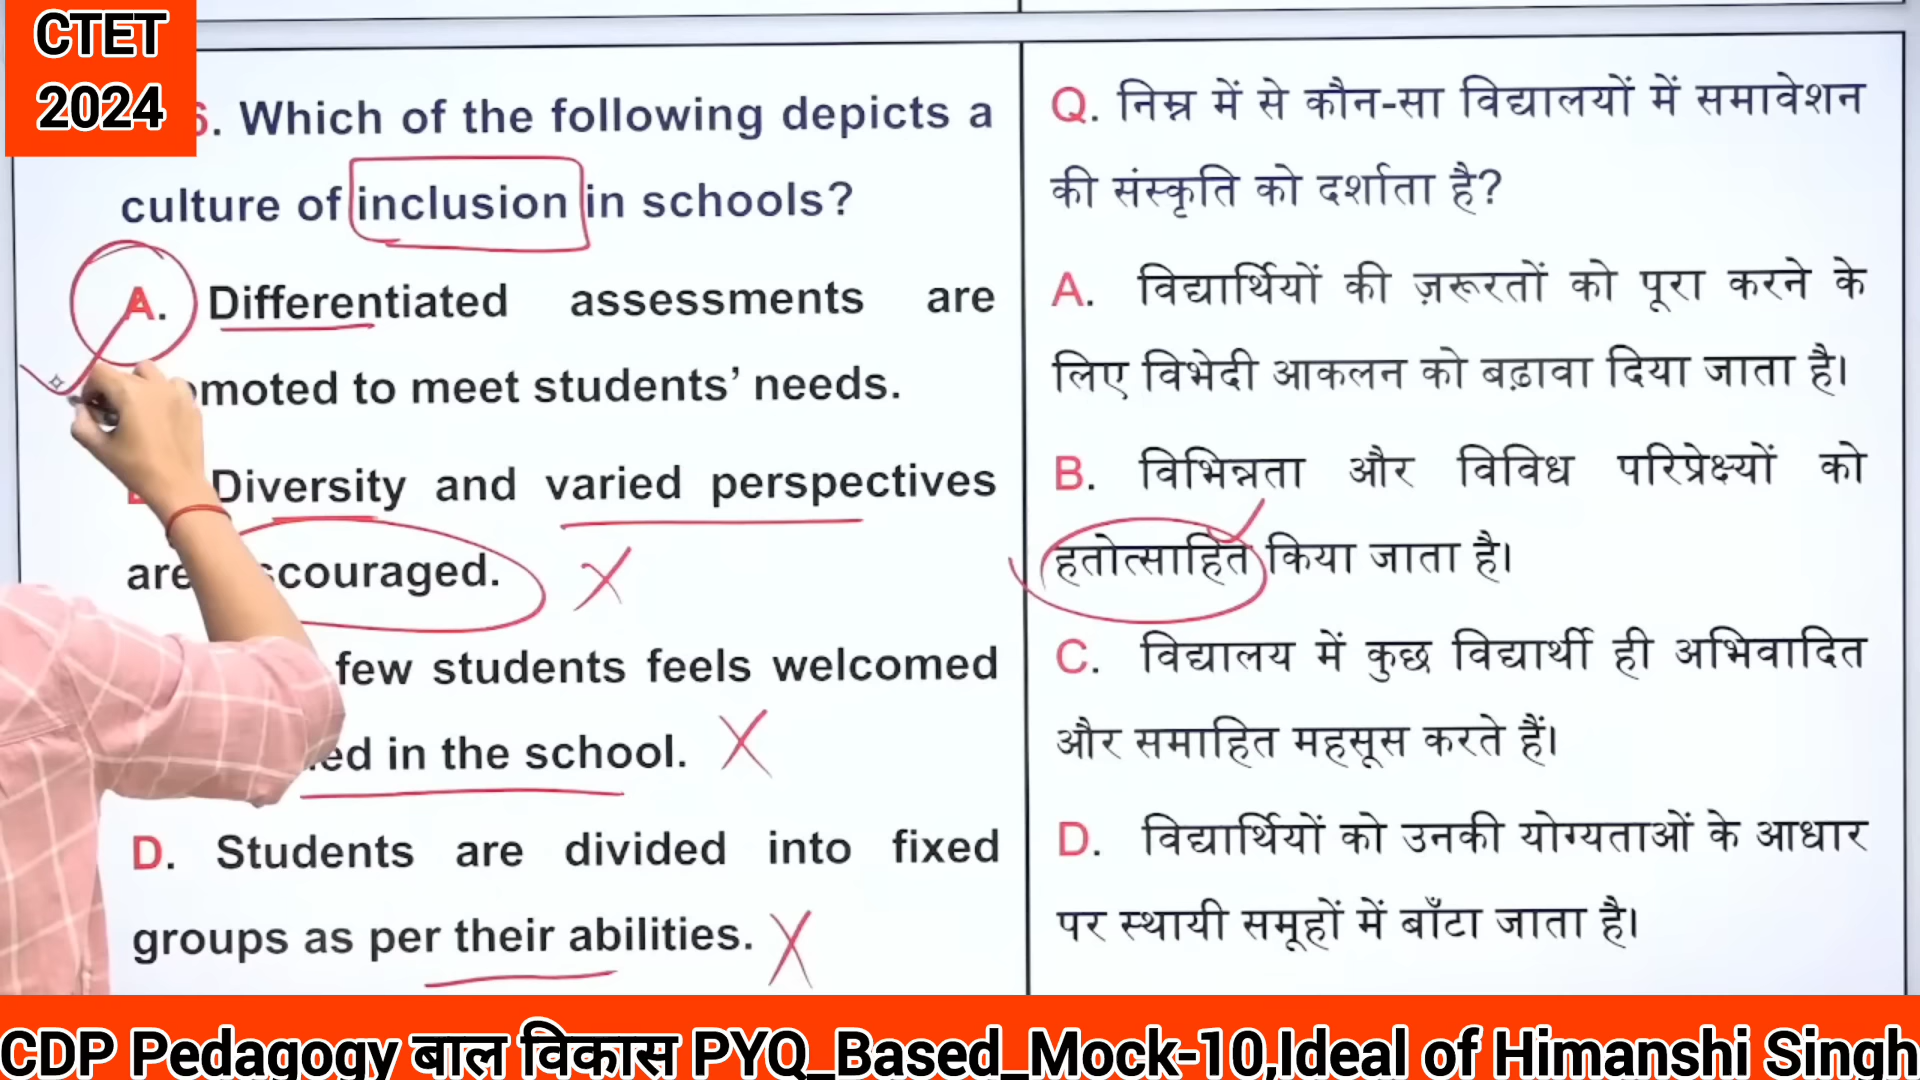 CTET
2024
6. Which of the following depicts a
culture of inclusion in schools?
A. Differentiated assessments are
moted to meet students’ needs.
Diversity and varied perspectives
are couraged.
few students feels welcomed
ed in the school.
D. Students are divided into fixed
groups as per their abilities.
Q. निम्न में से कौन-सा विद्यालयों में समावेशन
की संस्कृति को दर्शाता है?
A. विद्यार्थियों की ज़रूरतों को पूरा करने के
लिए विभेदी आकलन को बढ़ावा दिया जाता है।
B. विभिन्नता और विविध परिप्रेक्ष्यों को
हतोत्साहित किया जाता है।
C. विद्यालय में कुछ विद्यार्थी ही अभिवादित
और समाहित महसूस करते हैं।
D. विद्यार्थियों को उनकी योग्यताओं के आधार
पर स्थायी समूहों में बाँटा जाता है।
CDP Pedagogy बाल विकास PYQ_Based_Mock-10,Ideal of Himanshi Singh